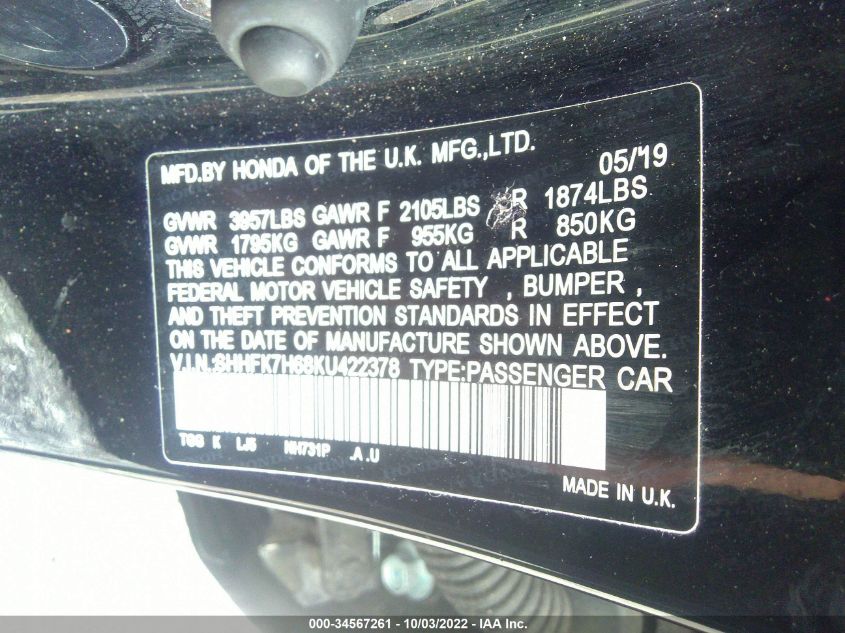 MFD.BY HONDA OF THE U.K. MFG.,LTD. 05/'19
GVWR 3957LBS GAWR F 2105LBS R 1874LBS
GVWR 1795KG GAWR F 955KG R 850KG
THIS VEHICLE CONFORMS TO ALL APPLICABLE
FEDERAL MOTOR VEHICLE SAFETY , BUMPER ,
AND THEFT PREVENTION STANDARDS IN EFFECT
ON THE DATE OF MANUFACTURE SHOWN ABOVE.
V.I.N.:SHHFK7H68KU422378 TYPE:PASSENGER CAR
TGG K LJ5 NH731P .A .U
MADE IN U.K.
000-34567261 - 10/03/2022 - IAA Inc.